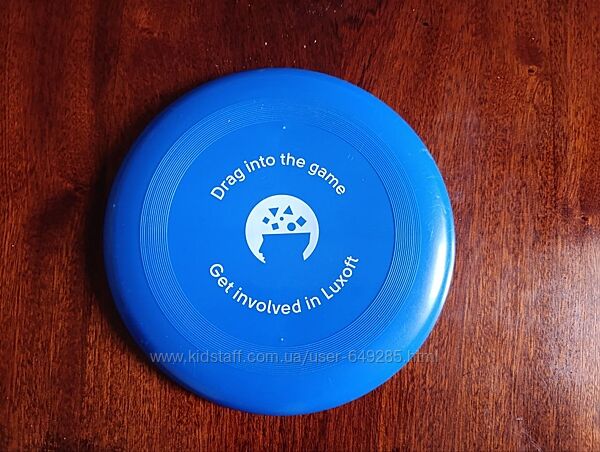 Drag into the game
Get involved in Luxoft
www.kidstaff.com.ua/user-649285.html